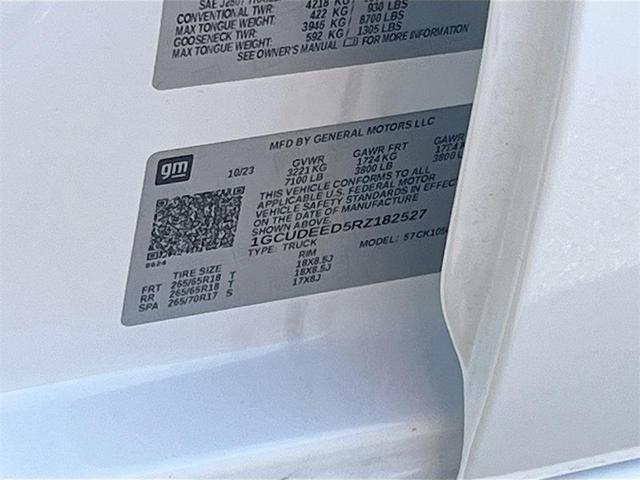 SAE J2807
4218 KG 930 LBS
CONVENTIONAL TWR: 422 KG/ 8700 LBS
MAX TONGUE WEIGHT: 3946 KG/ 1305 LBS
GOOSENECK TWR: 592 KG/
MAX TONGUE WEIGHT:
SEE OWNER'S MANUAL FOR MORE INFORMATION
MFD BY GENERAL MOTORS LLC
gm 10/23 GVWR GAWR FRT GAWR
3221 KG 1724 KG 1724
7100 LB 3800 LB 3800
THIS VEHICLE CONFORMS TO ALL
APPLICABLE U.S. FEDERAL MOTOR
VEHICLE SAFETY STANDARDS IN EFFEC
ON THE DATE OF MANUFACTURE
SHOWN ABOVE.
1GCUDEED5RZ182527
TYPE: TRUCK MODEL: 57CK105
TIRE SIZE RIM
FRT 265/65R18 T 18X8.5J
RR 265/65R18 T 18X8.5J
SPA 265/70R17 S 17X8J